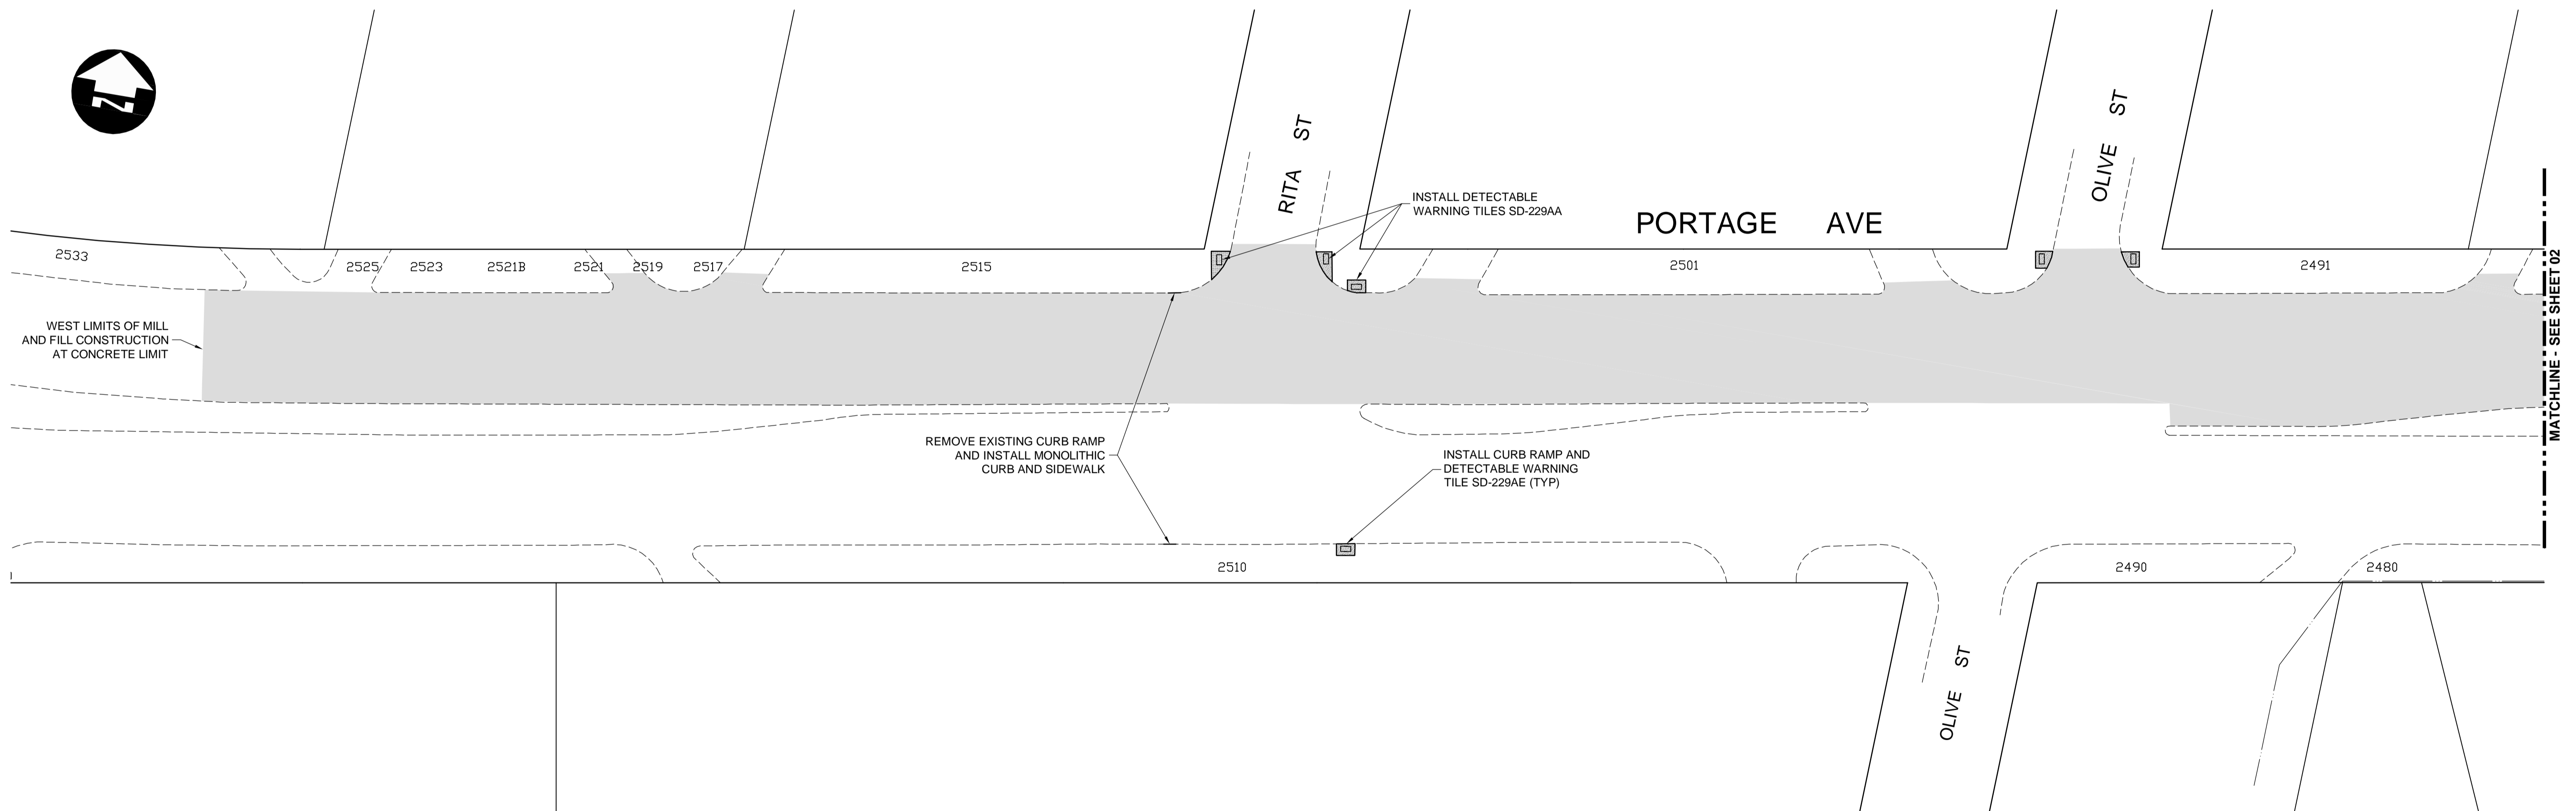 RITA ST
OLIVE ST
INSTALL DETECTABLE
WARNING TILES SD-229AA
PORTAGE AVE
2533
2525
2523
2521B
2521
2519
2517
2515
2501
2491
WEST LIMITS OF MILL
AND FILL CONSTRUCTION
AT CONCRETE LIMIT
MATCHLINE - SEE SHEET 02
REMOVE EXISTING CURB RAMP
AND INSTALL MONOLITHIC
CURB AND SIDEWALK
INSTALL CURB RAMP AND
DETECTABLE WARNING
TILE SD-229AE (TYP)
2510
2490
2480
OLIVE ST